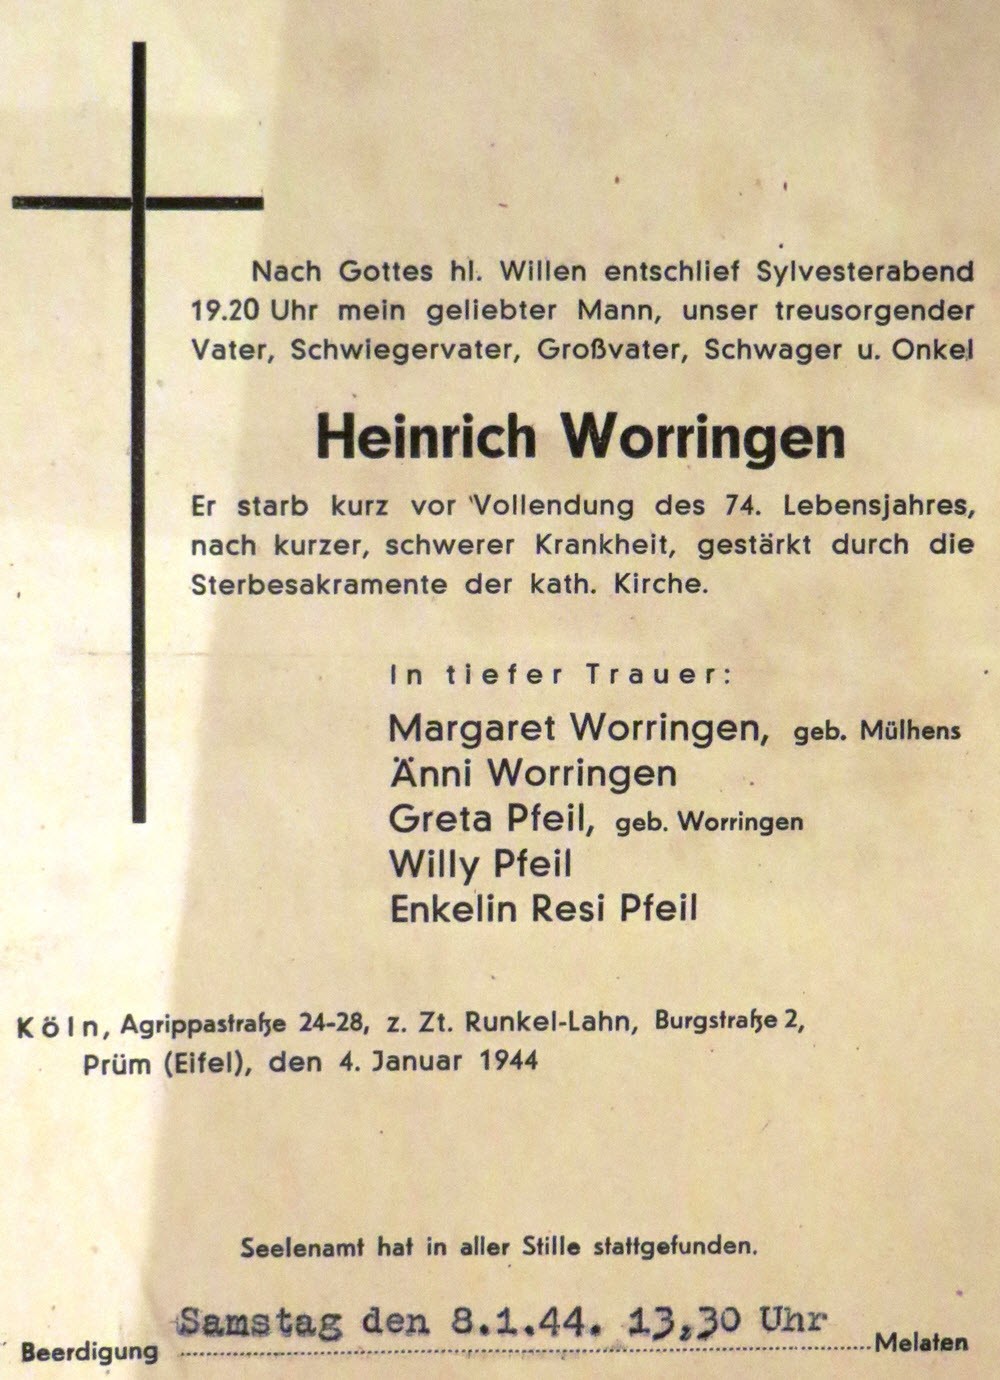 Nach Gottes hl. Willen entschlief Sylvesterabend
19.20 Uhr mein geliebter Mann, unser treusorgender
Vater, Schwiegervater, Großvater, Schwager u. Onkel
Heinrich Worringen
Er starb kurz vor Vollendung des 74. Lebensjahres,
nach kurzer, schwerer Krankheit, gestärkt durch die
Sterbesakramente der kath. Kirche.
In tiefer Trauer:
Margaret Worringen, geb. Mülhens
Änni Worringen
Greta Pfeil, geb. Worringen
Willy Pfeil
Enkelin Resi Pfeil
Köln, Agrippastraße 24-28, z. Zt. Runkel-Lahn, Burgstraße 2,
Prüm (Eifel), den 4. Januar 1944
Seelenamt hat in aller Stille stattgefunden.
Beerdigung Samstag den 8.1.44. 13,30 Uhr Melaten